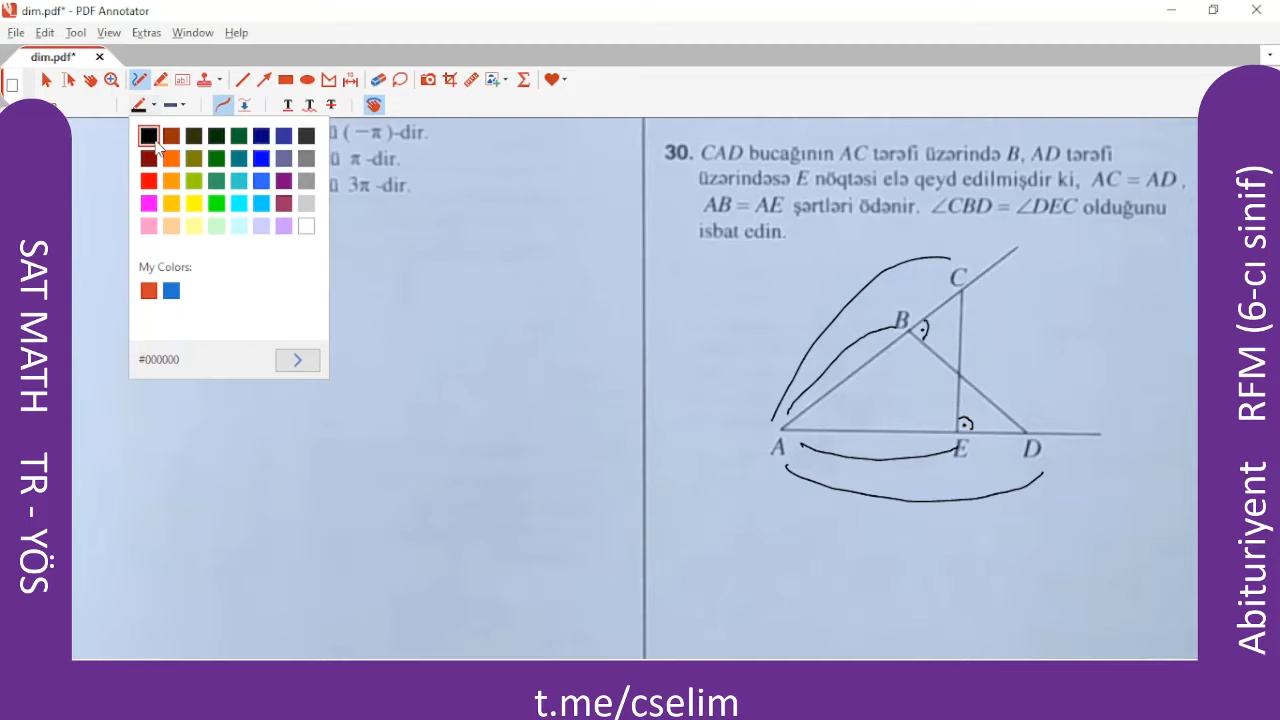 dim.pdf* - PDF Annotator
File Edit Tool View Extras Window Help
dim.pdf*
My Colors:
#000000
(−π)-dir.
π -dir.
3π -dir.
30. CAD bucağının AC tərəfi üzərində B, AD tərəfi
üzərindəsə E nöqtəsi elə qeyd edilmişdir ki, AC = AD ,
AB = AE şərtləri ödənir. ∠CBD = ∠DEC olduğunu
isbat edin.
C
B
A E D
SAT MATH TR - YÖS
Abituriyent RFM (6-cı sinif)
t.me/cselim